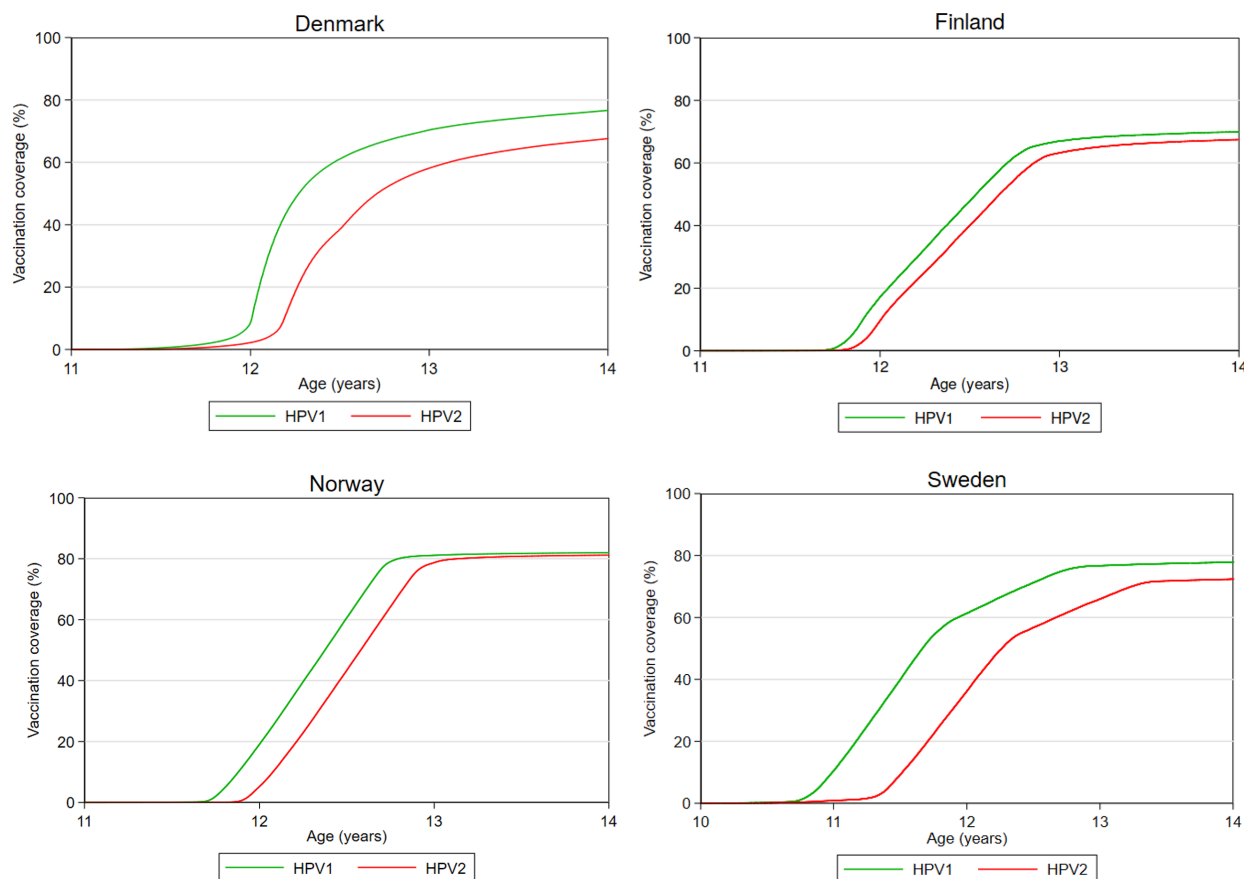 Denmark
Vaccination coverage (%)
100
80
60
40
20
0
11
12
13
14
Age (years)
HPV1
HPV2
Finland
Vaccination coverage (%)
100
80
60
40
20
0
11
12
13
14
Age (years)
HPV1
HPV2
Norway
Vaccination coverage (%)
100
80
60
40
20
0
11
12
13
14
Age (years)
HPV1
HPV2
Sweden
Vaccination coverage (%)
100
80
60
40
20
0
10
11
12
13
14
Age (years)
HPV1
HPV2